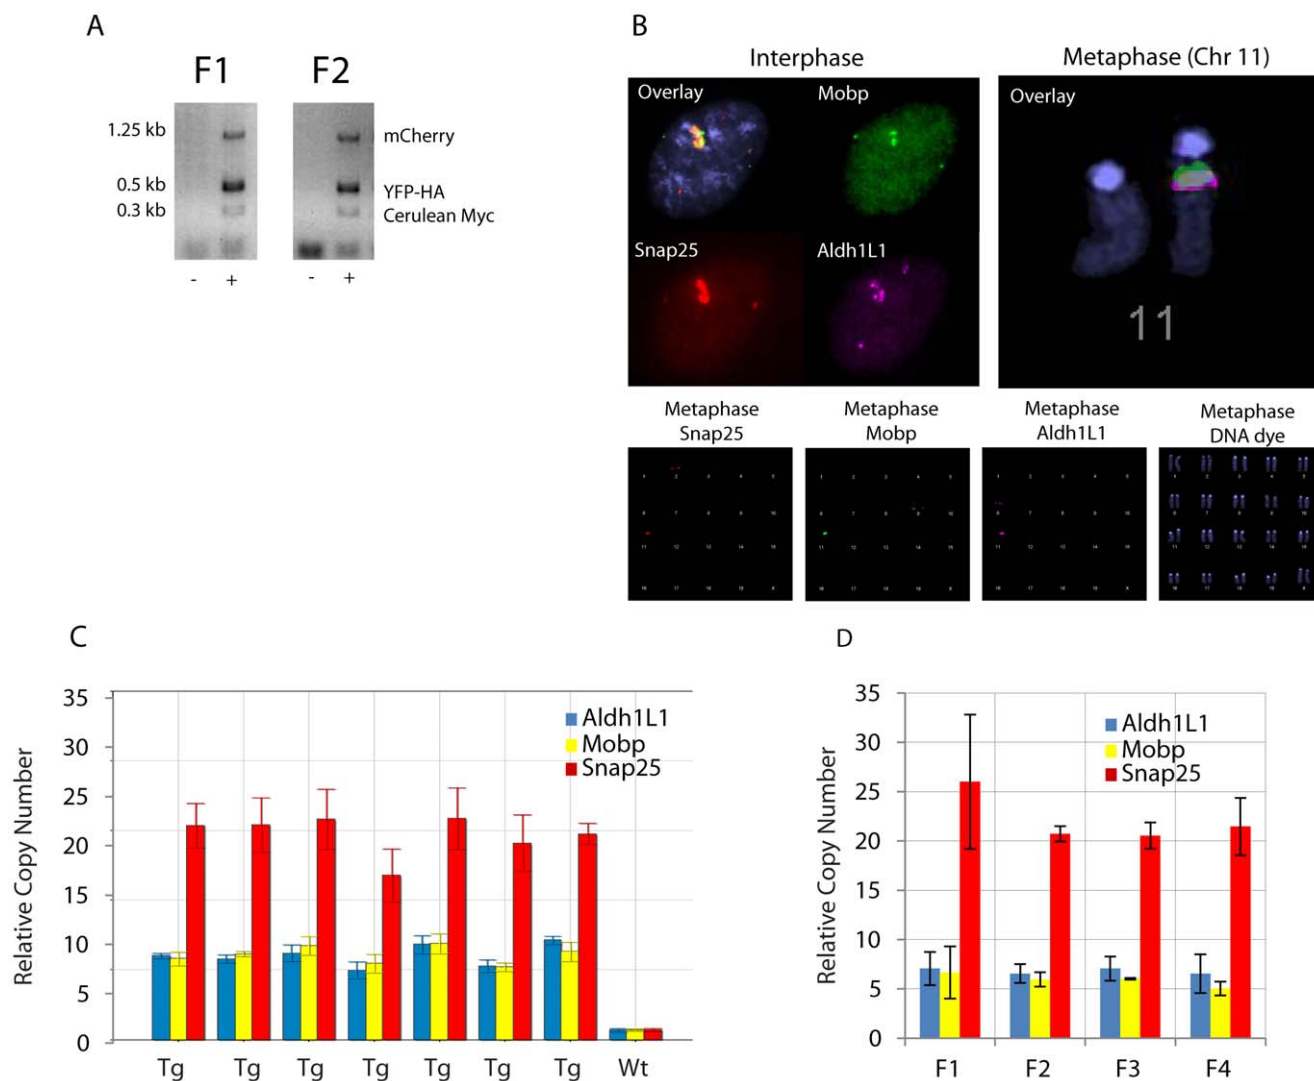 A
F1 F2
1.25 kb
0.5 kb
0.3 kb
mCherry
YFP-HA
Cerulean Myc
- + - +
B
Interphase
Metaphase (Chr 11)
Overlay
Mobp
Snap25
Aldh1L1
Overlay
11
Metaphase
Snap25
Metaphase
Mobp
Metaphase
Aldh1L1
Metaphase
DNA dye
C
Relative Copy Number
35
30
25
20
15
10
5
0
Aldh1L1
Mobp
Snap25
Tg Tg Tg Tg Tg Tg Tg Wt
D
Relative Copy Number
35
30
25
20
15
10
5
0
Aldh1L1
Mobp
Snap25
F1 F2 F3 F4